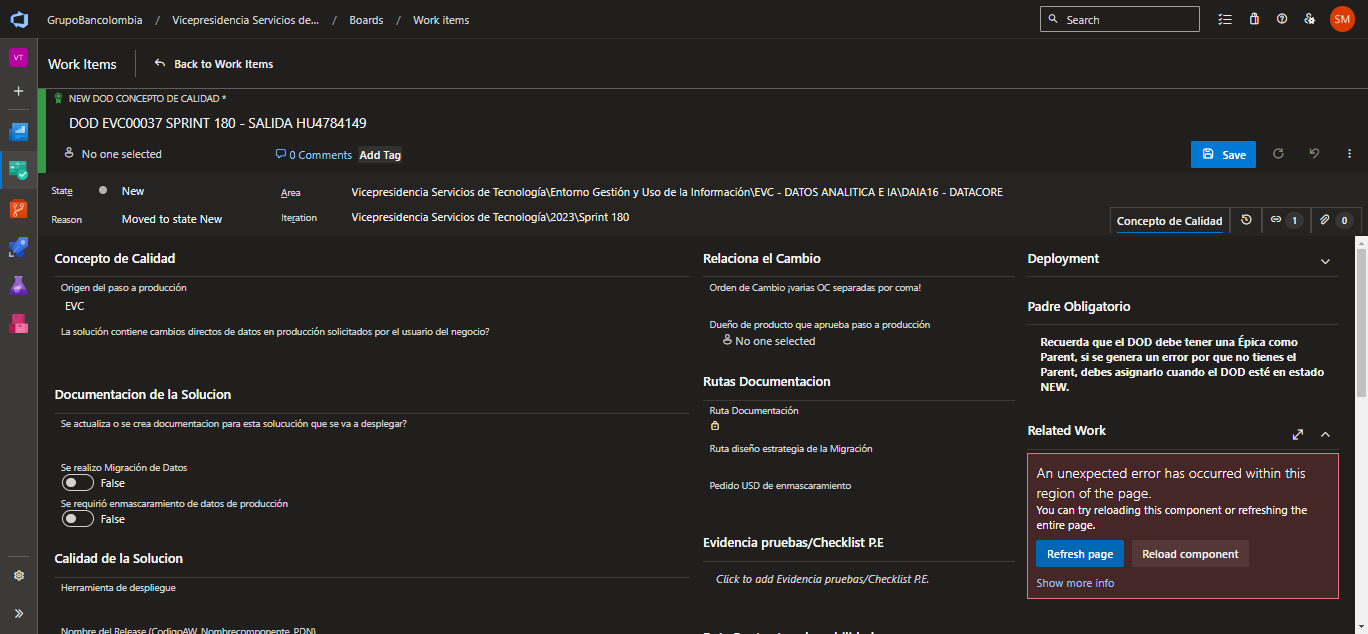 GrupoBancolombia / Vicepresidencia Servicios de... / Boards / Work items
Search
SM
VT
Work Items
Back to Work Items
NEW DOD CONCEPTO DE CALIDAD *
DOD EVC00037 SPRINT 180 - SALIDA HU4784149
No one selected
0 Comments
Add Tag
Save
State
New
Area
Vicepresidencia Servicios de Tecnología\Entorno Gestión y Uso de la Información\EVC - DATOS ANALITICA E IA\DAIA16 - DATACORE
Reason
Moved to state New
Iteration
Vicepresidencia Servicios de Tecnología\2023\Sprint 180
Concepto de Calidad
1
0
Concepto de Calidad
Origen del paso a producción
EVC
La solución contiene cambios directos de datos en producción solicitados por el usuario del negocio?
Documentacion de la Solucion
Se actualiza o se crea documentacion para esta solucución que se va a desplegar?
Se realizo Migración de Datos
False
Se requirió enmascaramiento de datos de producción
False
Calidad de la Solucion
Herramienta de despliegue
Nombre del Release (CodigoAW_Nombrecomponente_PDN)
Relaciona el Cambio
Orden de Cambio ¡varias OC separadas por coma!
Dueño de producto que aprueba paso a producción
No one selected
Rutas Documentacion
Ruta Documentación
Ruta diseño estrategia de la Migración
Pedido USD de enmascaramiento
Evidencia pruebas/Checklist P.E
Click to add Evidencia pruebas/Checklist P.E.
Deployment
Padre Obligatorio
Recuerda que el DOD debe tener una Épica como
Parent, si se genera un error por que no tienes el
Parent, debes asignarlo cuando el DOD esté en estado
NEW.
Related Work
An unexpected error has occurred within this
region of the page.
You can try reloading this component or refreshing the
entire page.
Refresh page
Reload component
Show more info